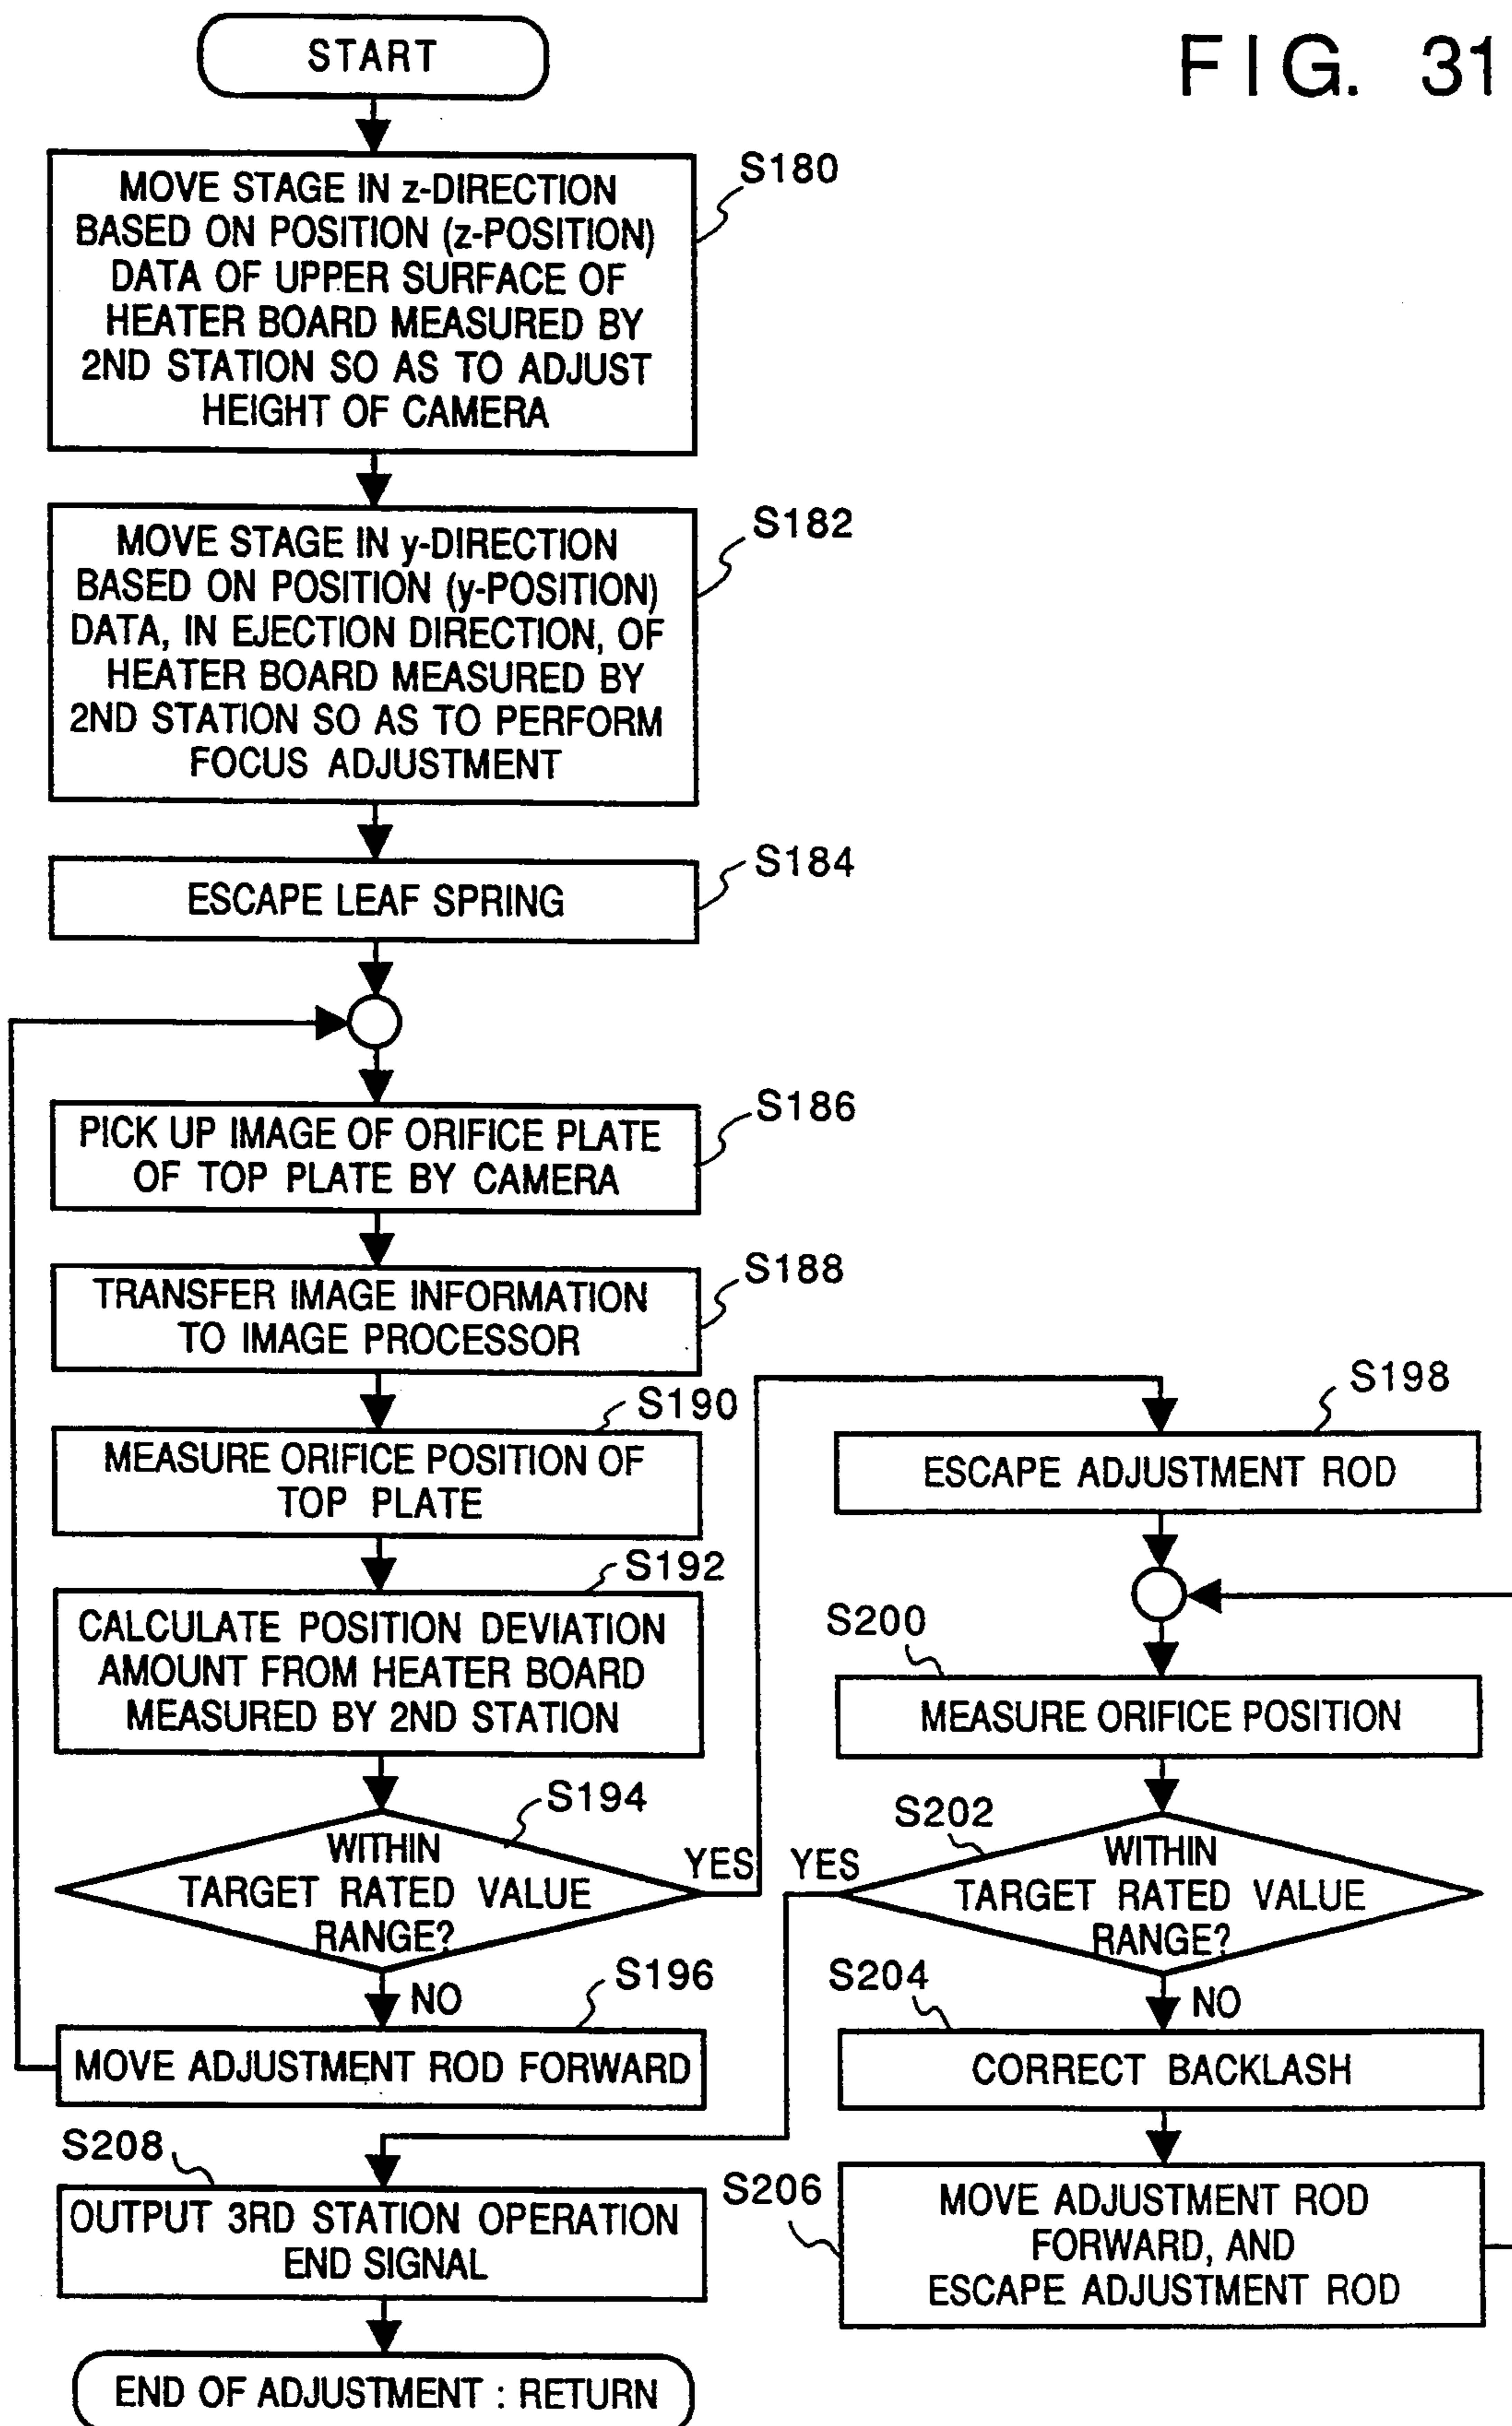 FIG. 31
START
S180
MOVE STAGE IN z-DIRECTION
BASED ON POSITION (z-POSITION)
DATA OF UPPER SURFACE OF
HEATER BOARD MEASURED BY
2ND STATION SO AS TO ADJUST
HEIGHT OF CAMERA
S182
MOVE STAGE IN y-DIRECTION
BASED ON POSITION (y-POSITION)
DATA, IN EJECTION DIRECTION, OF
HEATER BOARD MEASURED BY
2ND STATION SO AS TO PERFORM
FOCUS ADJUSTMENT
S184
ESCAPE LEAF SPRING
S186
PICK UP IMAGE OF ORIFICE PLATE
OF TOP PLATE BY CAMERA
S188
TRANSFER IMAGE INFORMATION
TO IMAGE PROCESSOR
S190
MEASURE ORIFICE POSITION OF
TOP PLATE
S192
CALCULATE POSITION DEVIATION
AMOUNT FROM HEATER BOARD
MEASURED BY 2ND STATION
S194
WITHIN
TARGET RATED VALUE
RANGE?
YES
NO
S196
MOVE ADJUSTMENT ROD FORWARD
S198
ESCAPE ADJUSTMENT ROD
S200
MEASURE ORIFICE POSITION
S202
WITHIN
TARGET RATED VALUE
RANGE?
YES
NO
S204
CORRECT BACKLASH
S206
MOVE ADJUSTMENT ROD
FORWARD, AND
ESCAPE ADJUSTMENT ROD
S208
OUTPUT 3RD STATION OPERATION
END SIGNAL
END OF ADJUSTMENT : RETURN